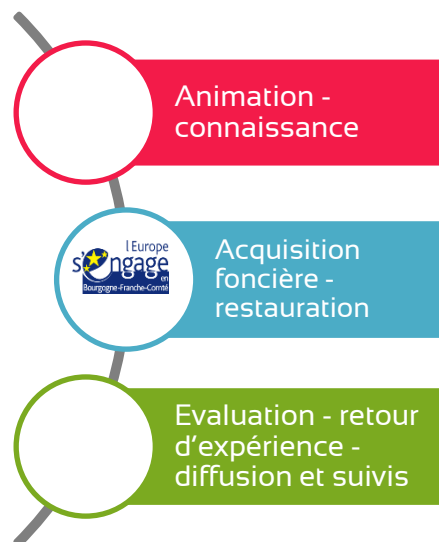 Animation -
connaissance
l'Europe
s'engage
en
Bourgogne-Franche-Comté
Acquisition
foncière -
restauration
Evaluation - retour
d'expérience -
diffusion et suivis